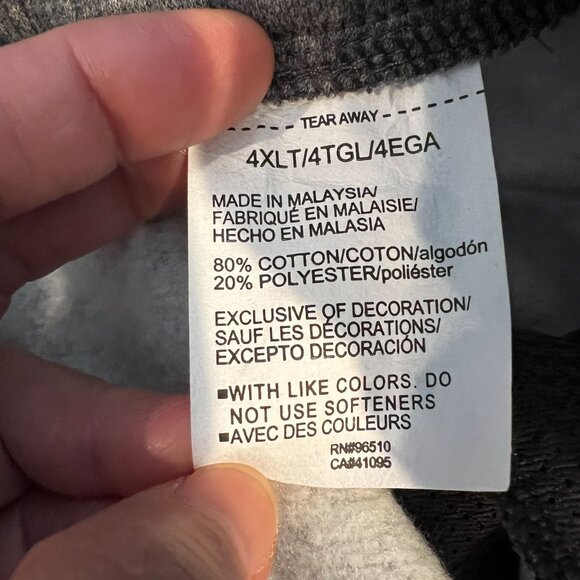 TEAR AWAY
4XLT/4TGL/4EGA
MADE IN MALAYSIA/
FABRIQUÉ EN MALAISIE/
HECHO EN MALASIA
80% COTTON/COTON/algodón
20% POLYESTER/poliéster
EXCLUSIVE OF DECORATION/
SAUF LES DÉCORATIONS/
EXCEPTO DECORACIÓN
▪WITH LIKE COLORS. DO
NOT USE SOFTENERS
▪AVEC DES COULEURS
RN#96510
CA#41095